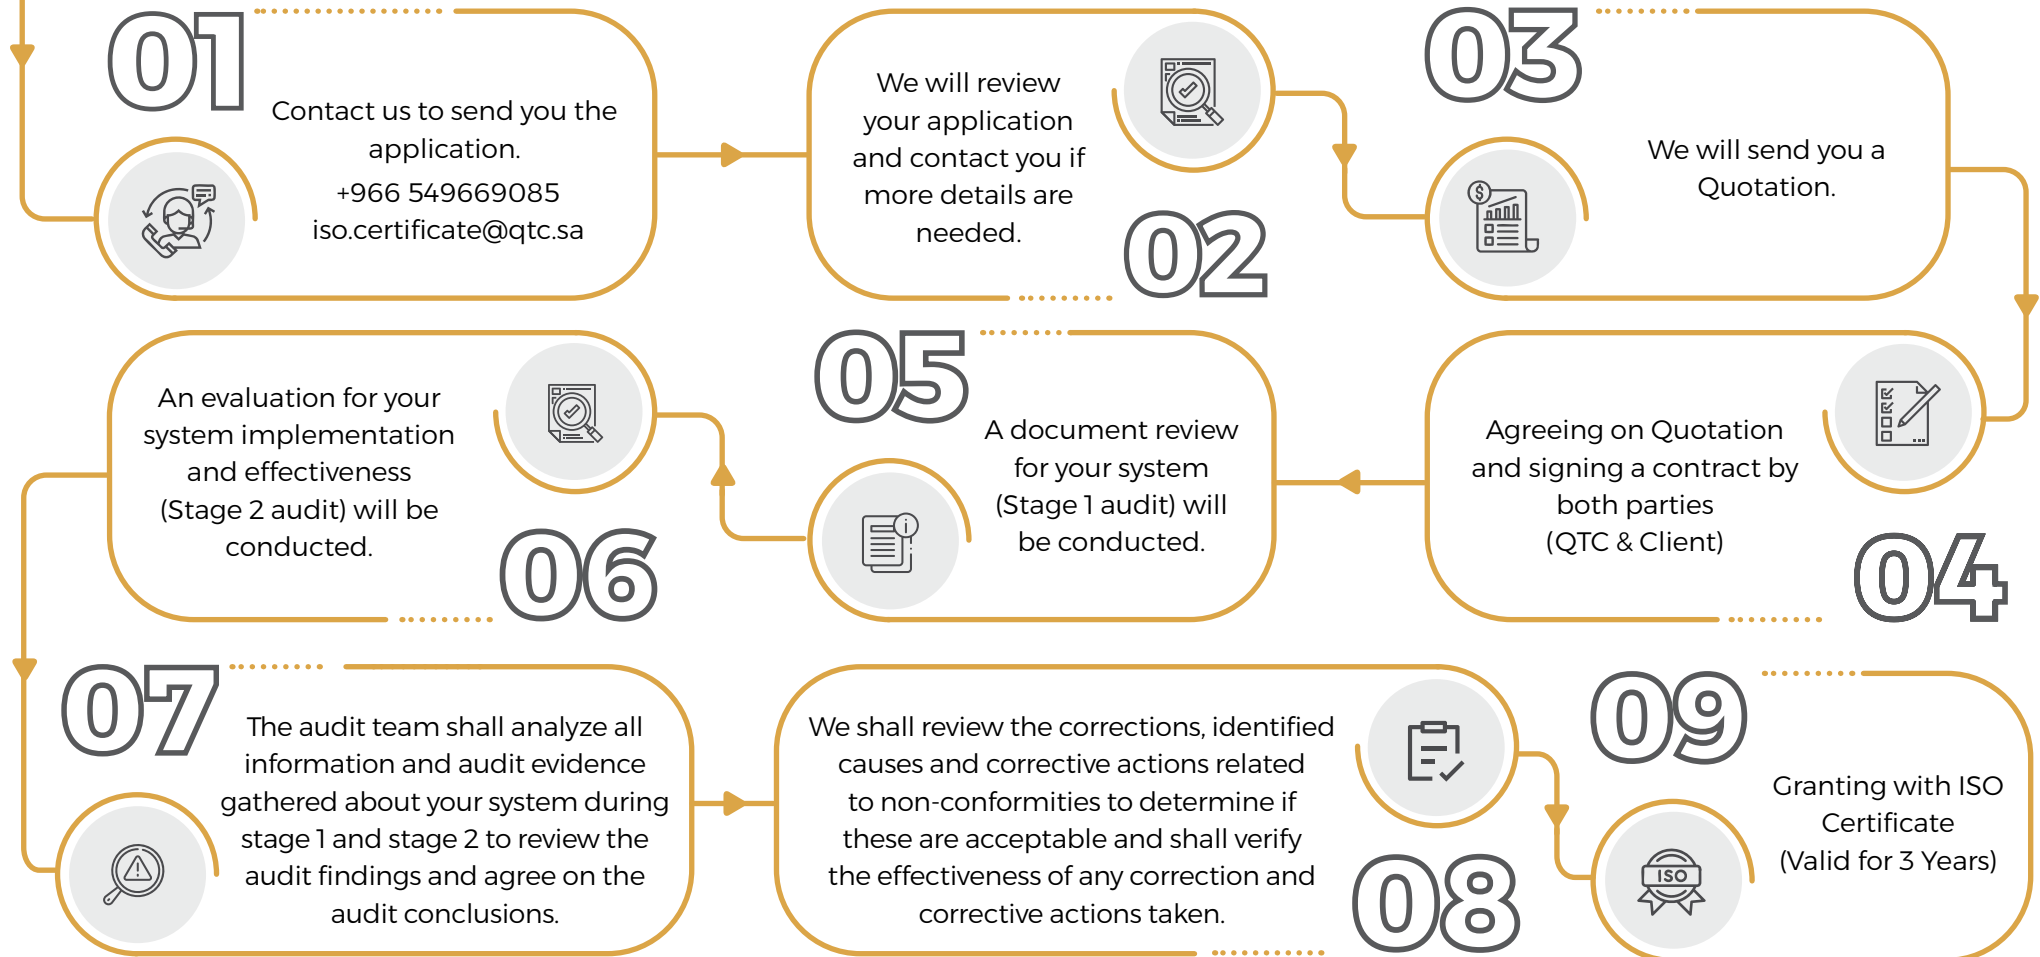 01
Contact us to send you the
application.
+966 549669085
iso.certificate@qtc.sa
We will review
your application
and contact you if
more details are
needed.
02
03
$
We will send you a
Quotation.
Agreeing on Quotation
and signing a contract by
both parties
(QTC & Client)
04
05
A document review
for your system
(Stage 1 audit) will
be conducted.
i
An evaluation for your
system implementation
and effectiveness
(Stage 2 audit) will be
conducted.
06
07
The audit team shall analyze all
information and audit evidence
gathered about your system during
stage 1 and stage 2 to review the
audit findings and agree on the
audit conclusions.
We shall review the corrections, identified
causes and corrective actions related
to non-conformities to determine if
these are acceptable and shall verify
the effectiveness of any correction and
corrective actions taken.
08
09
Granting with ISO
Certificate
(Valid for 3 Years)
ISO